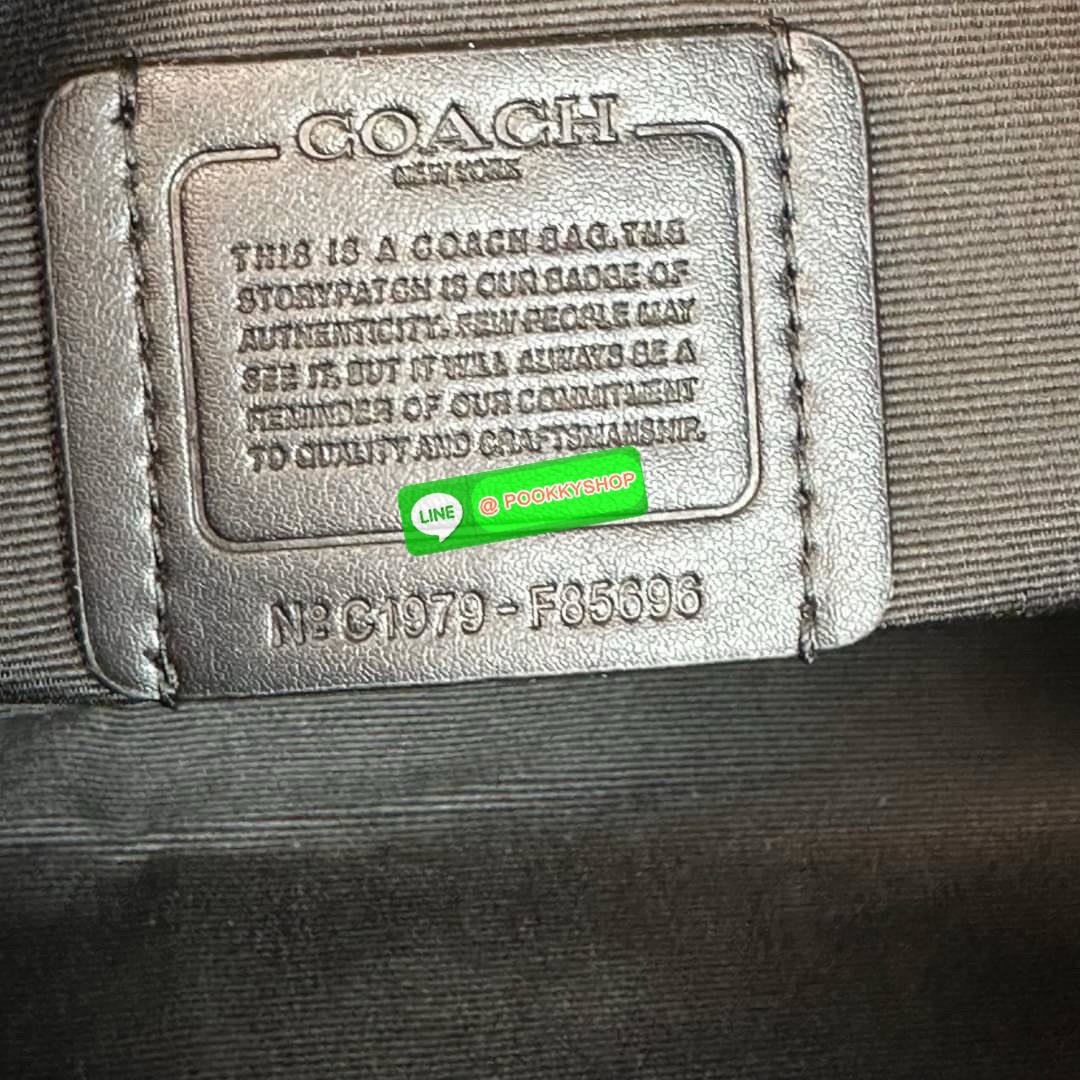 COACH
NEW YORK
THIS IS A COACH BAG. THE
STORYPATCH IS OUR BADGE OF
AUTHENTICITY. FEW PEOPLE MAY
SEE IT, BUT IT WILL ALWAYS BE A
REMINDER OF OUR COMMITMENT
TO QUALITY AND CRAFTSMANSHIP.
LINE @ POOKKYSHOP
Nº C1979 - F85696